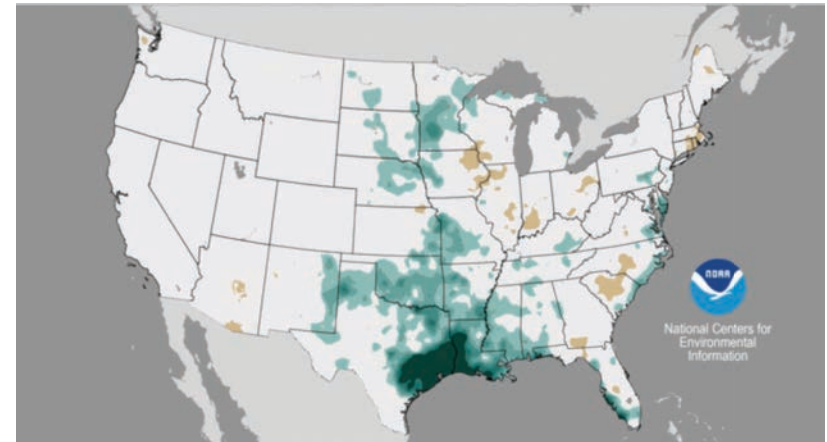 NOAA
National Centers for
Environmental
Information